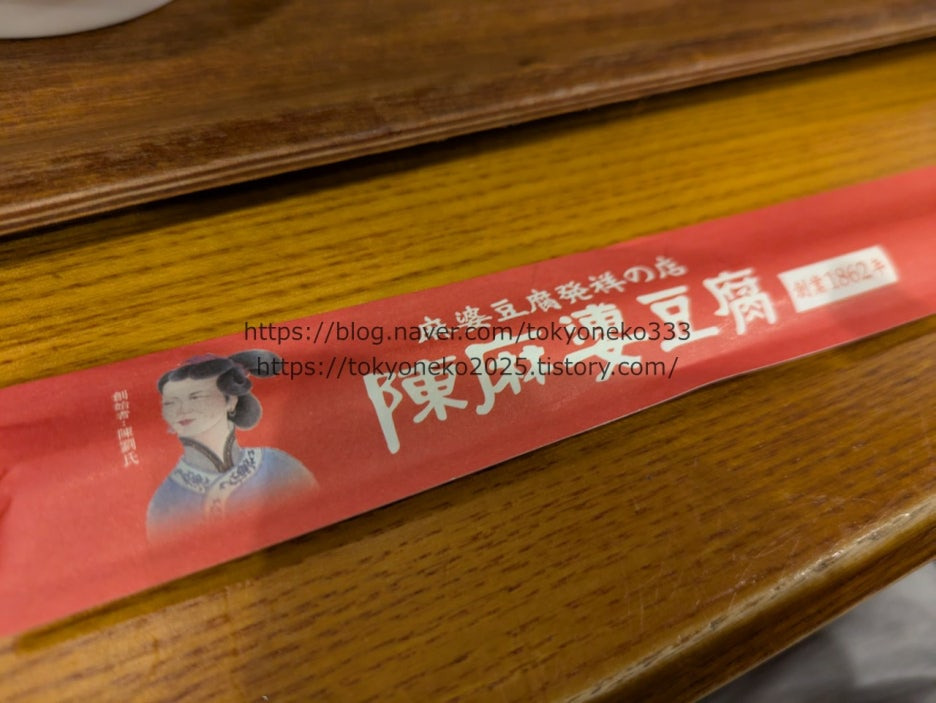 麻婆豆腐発祥の店
陳麻婆豆腐
創業1862年
創始者:陳劉氏
https://blog.naver.com/tokyoneko333
https://tokyoneko2025.tistory.com/